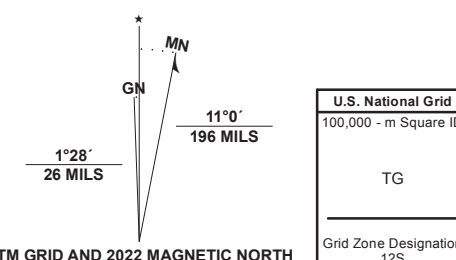 ★
MN
GN
11°0´
196 MILS
1°28´
26 MILS
TM GRID AND 2022 MAGNETIC NORTH
U.S. National Grid
100,000 - m Square ID
TG
Grid Zone Designation
12S